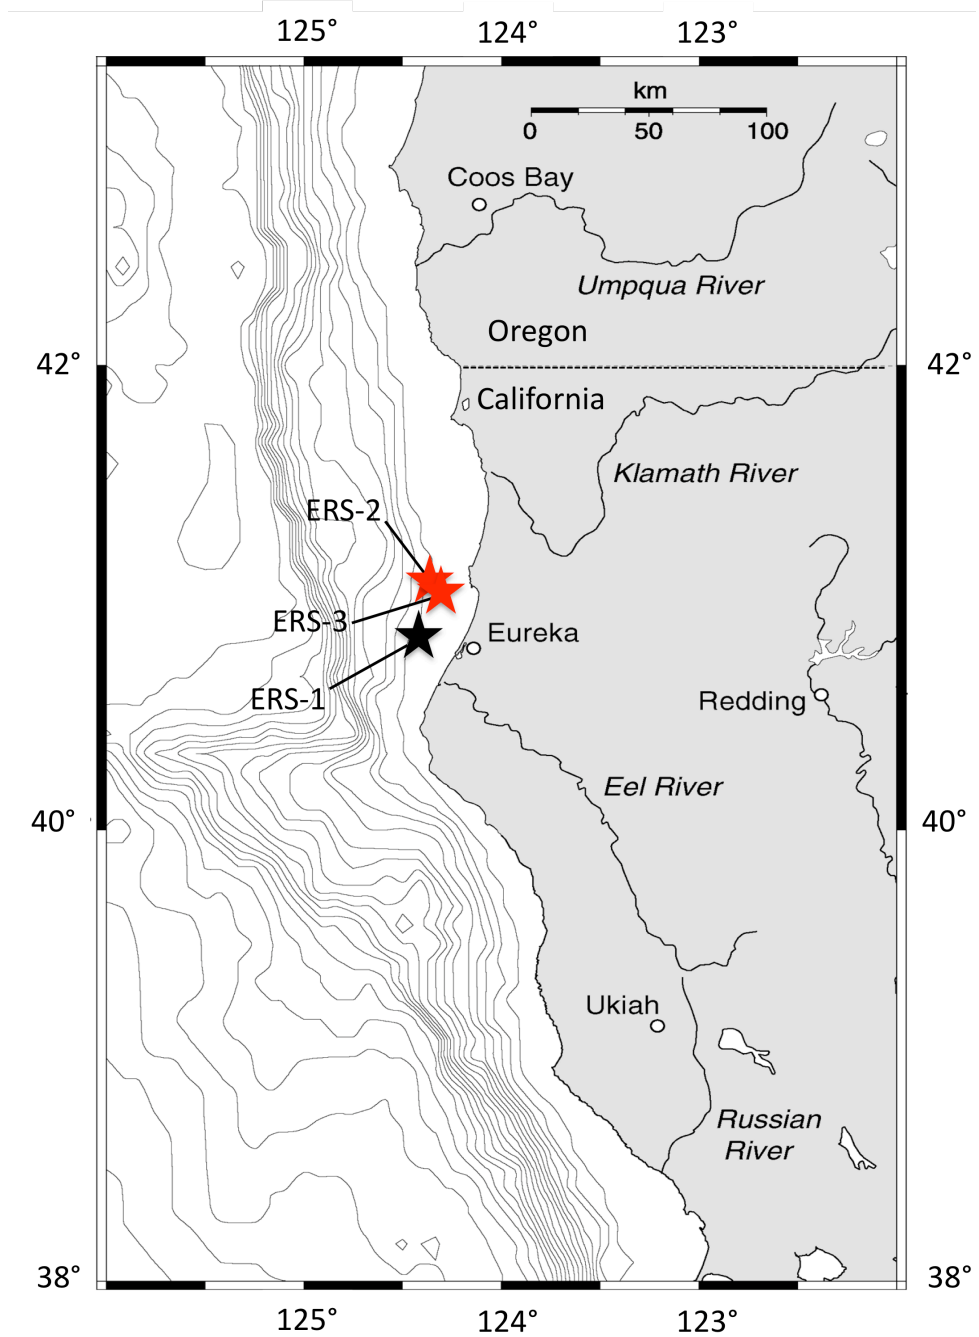 125° 124° 123°
km
0 50 100
Coos Bay
Umpqua River
Oregon
42° 42°
California
Klamath River
ERS-2
ERS-3
Eureka
ERS-1
Redding
Eel River
40° 40°
Ukiah
Russian
River
38° 38°
125° 124° 123°